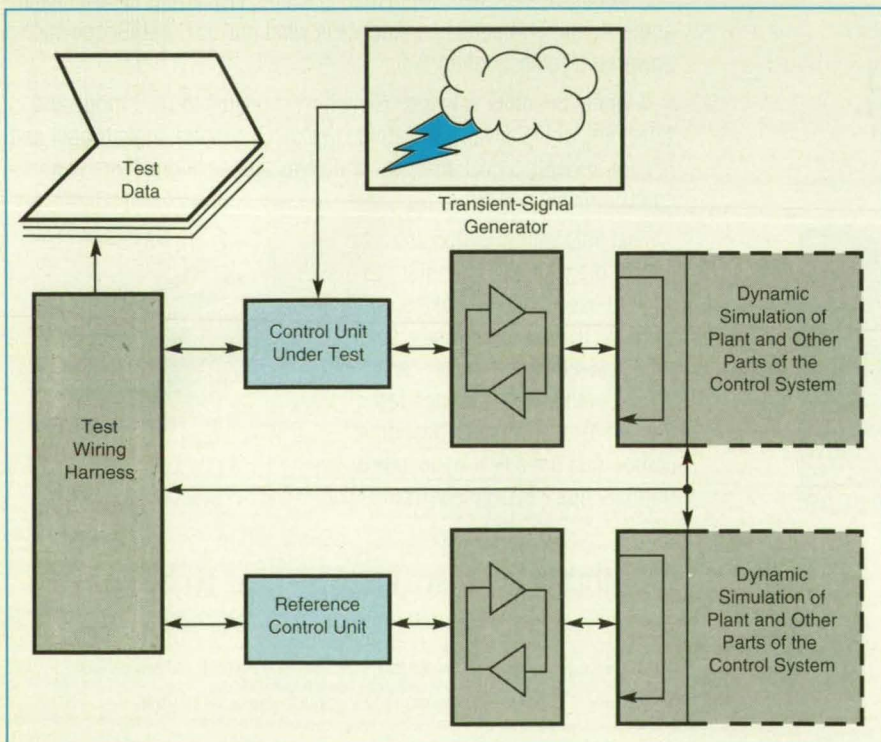 Test
Data
Transient-Signal
Generator
Control Unit
Under Test
Dynamic
Simulation of
Plant and Other
Parts of the
Control System
Test
Wiring
Harness
Reference
Control Unit
Dynamic
Simulation of
Plant and Other
Parts of the
Control System